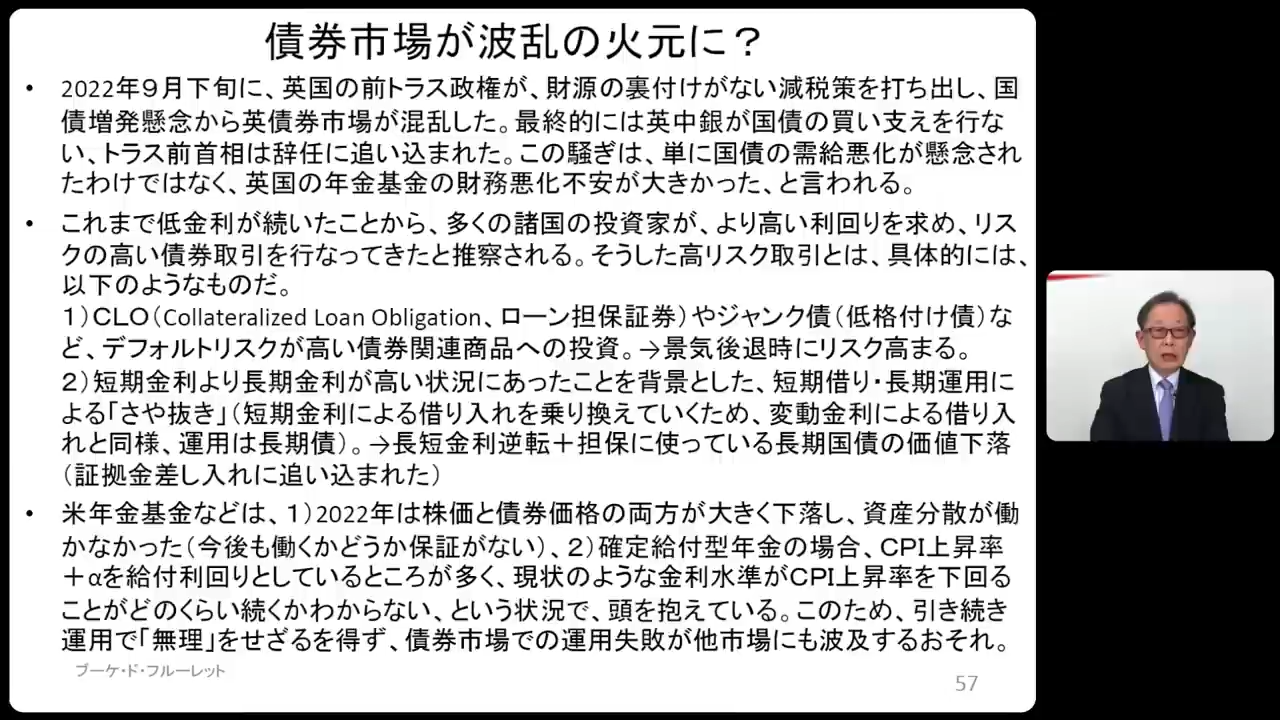 債券市場が波乱の火元に？
• 2022年９月下旬に、英国の前トラス政権が、財源の裏付けがない減税策を打ち出し、国
債増発懸念から英債券市場が混乱した。最終的には英中銀が国債の買い支えを行な
い、トラス前首相は辞任に追い込まれた。この騒ぎは、単に国債の需給悪化が懸念され
たわけではなく、英国の年金基金の財務悪化不安が大きかった、と言われる。
• これまで低金利が続いたことから、多くの諸国の投資家が、より高い利回りを求め、リス
クの高い債券取引を行なってきたと推察される。そうした高リスク取引とは、具体的には、
以下のようなものだ。
１）ＣＬＯ（Collateralized Loan Obligation、ローン担保証券）やジャンク債（低格付け債）な
ど、デフォルトリスクが高い債券関連商品への投資。→景気後退時にリスク高まる。
２）短期金利より長期金利が高い状況にあったことを背景とした、短期借り・長期運用に
よる「さや抜き」（短期金利による借り入れを乗り換えていくため、変動金利による借り入
れと同様、運用は長期債）。→長短金利逆転＋担保に使っている長期国債の価値下落
（証拠金差し入れに追い込まれた）
• 米年金基金などは、１）2022年は株価と債券価格の両方が大きく下落し、資産分散が働
かなかった（今後も働くかどうか保証がない）、２）確定給付型年金の場合、ＣＰＩ上昇率
＋αを給付利回りとしているところが多く、現状のような金利水準がＣＰＩ上昇率を下回る
ことがどのくらい続くかわからない、という状況で、頭を抱えている。このため、引き続き
運用で「無理」をせざるを得ず、債券市場での運用失敗が他市場にも波及するおそれ。
ブーケ・ド・フルーレット
57